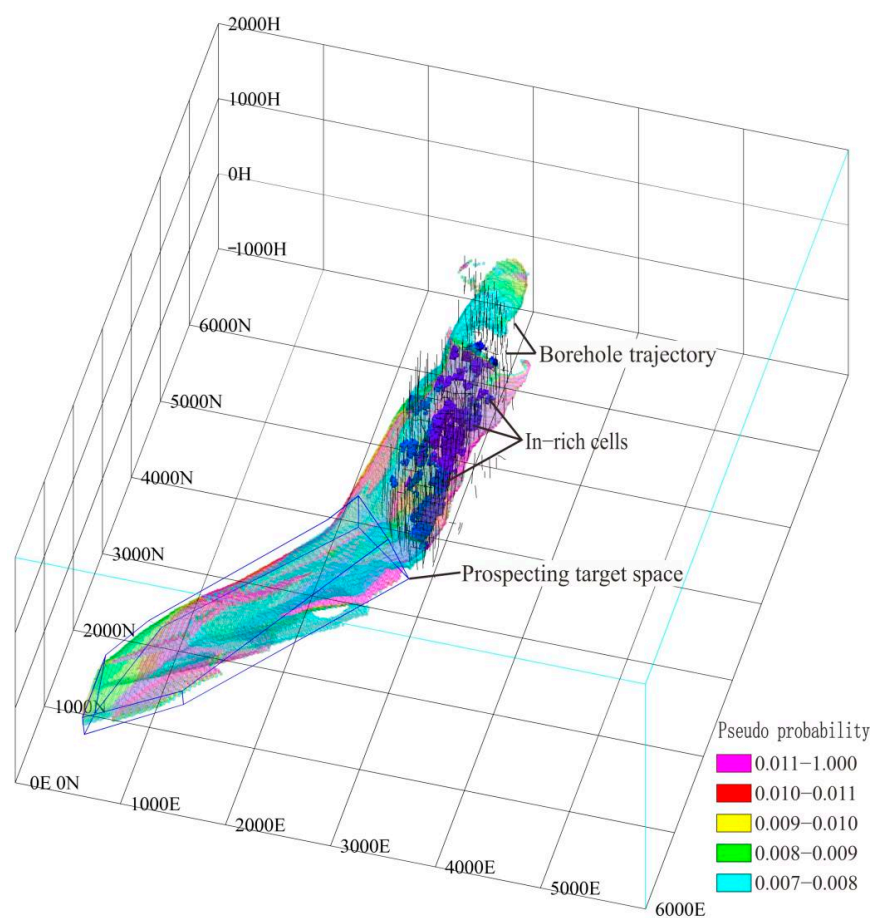 2000H
1000H
0H
-1000H
6000N
5000N
4000N
3000N
2000N
1000N
0E 0N
1000E
2000E
3000E
4000E
5000E
6000E
Borehole trajectory
In-rich cells
Prospecting target space
Pseudo probability
0.011-1.000
0.010-0.011
0.009-0.010
0.008-0.009
0.007-0.008